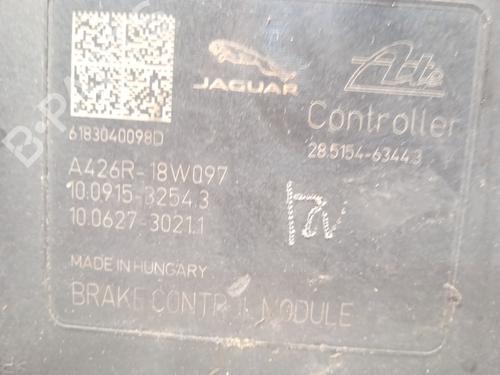 JAGUAR
Ate
Controller
28.5154-6344.3
6183040098D
A426R-18W097
10.0915-3254.3
10.0627-3021.1
MADE IN HUNGARY
BRAKE CONTROL MODULE